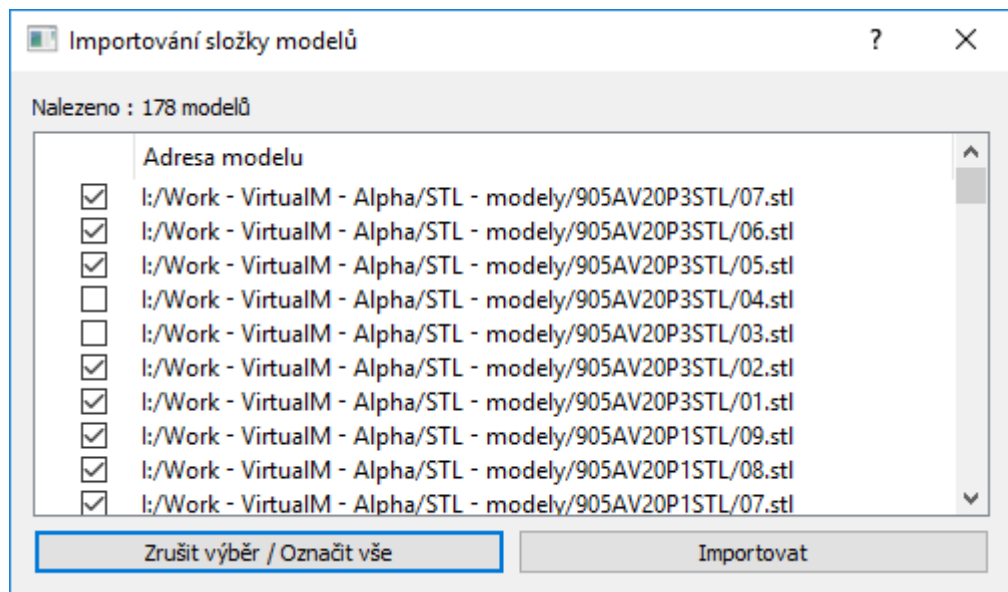 Importování složky modelů
?
Nalezeno : 178 modelů
Adresa modelu
I:/Work - VirtualM - Alpha/STL - modely/905AV20P3STL/07.stl
I:/Work - VirtualM - Alpha/STL - modely/905AV20P3STL/06.stl
I:/Work - VirtualM - Alpha/STL - modely/905AV20P3STL/05.stl
I:/Work - VirtualM - Alpha/STL - modely/905AV20P3STL/04.stl
I:/Work - VirtualM - Alpha/STL - modely/905AV20P3STL/03.stl
I:/Work - VirtualM - Alpha/STL - modely/905AV20P3STL/02.stl
I:/Work - VirtualM - Alpha/STL - modely/905AV20P3STL/01.stl
I:/Work - VirtualM - Alpha/STL - modely/905AV20P1STL/09.stl
I:/Work - VirtualM - Alpha/STL - modely/905AV20P1STL/08.stl
I:/Work - VirtualM - Alpha/STL - modely/905AV20P1STL/07.stl
Zrušit výběr / Označit vše
Importovat